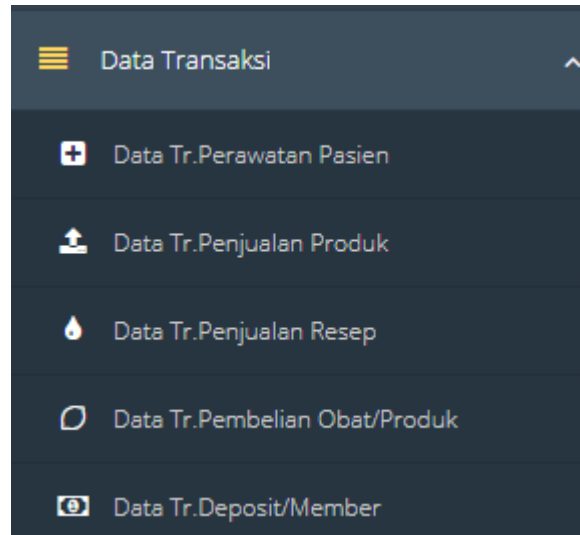 Data Transaksi
Data Tr.Perawatan Pasien
Data Tr.Penjualan Produk
Data Tr.Penjualan Resep
Data Tr.Pembelian Obat/Produk
Data Tr.Deposit/Member